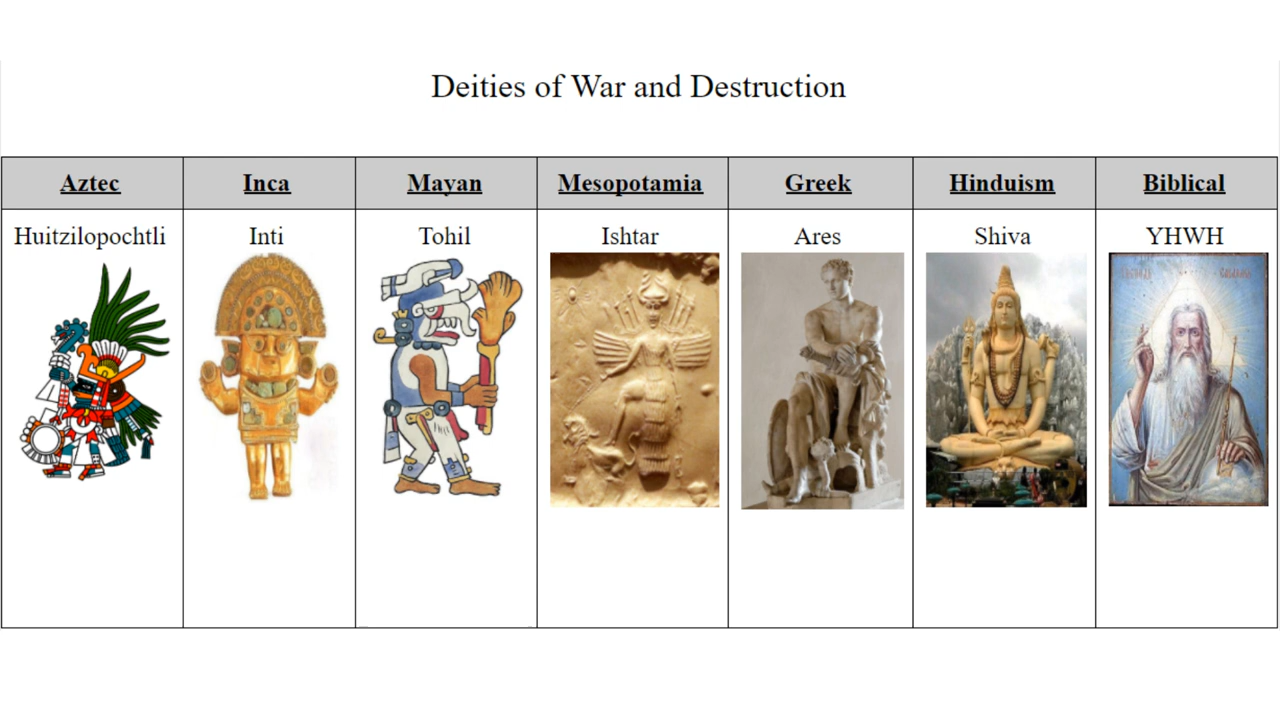 Deities of War and Destruction
Aztec
Inca
Mayan
Mesopotamia
Greek
Hinduism
Biblical
Huitzilopochtli
Inti
Tohil
Ishtar
Ares
Shiva
YHWH